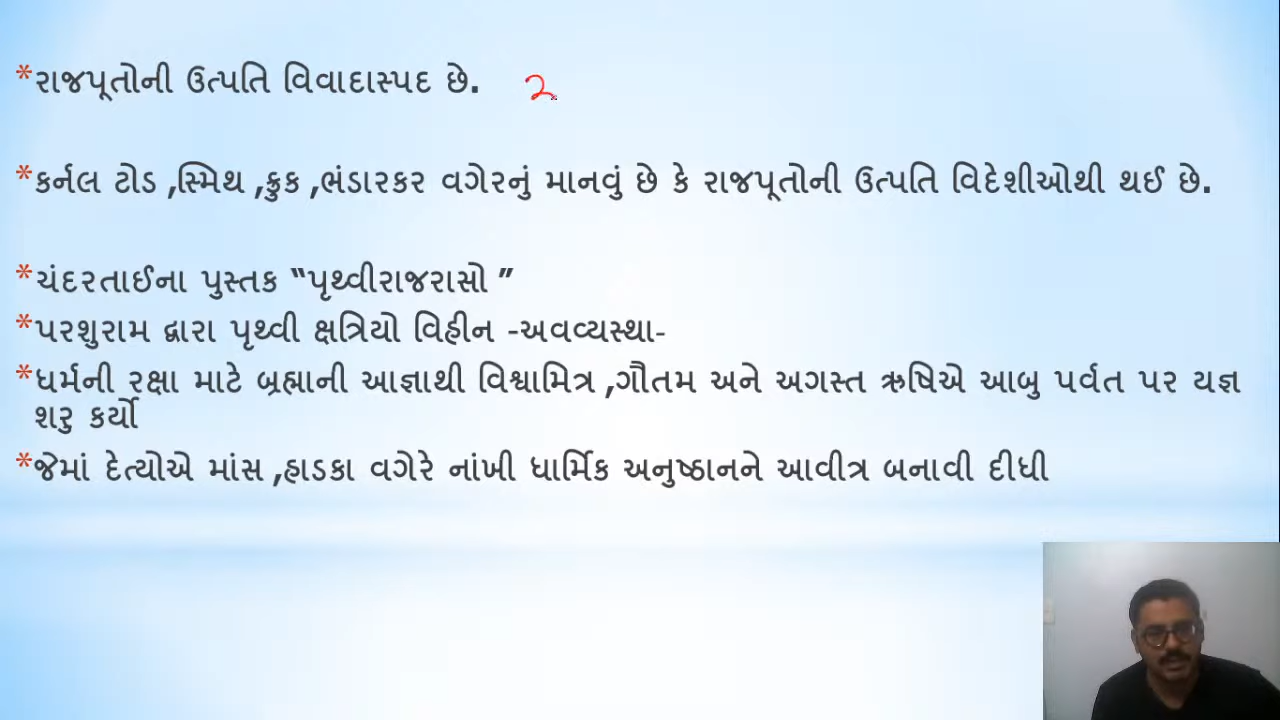 *રાજપૂતોની ઉત્પતિ વિવાદાસ્પદ છે. 2
*કર્નલ ટોડ ,સ્મિથ ,ક્રુક ,ભંડારકર વગેરનું માનવું છે કે રાજપૂતોની ઉત્પતિ વિદેશીઓથી થઈ છે.
*ચંદરતાઈના પુસ્તક "પૃથ્વીરાજરાસો "
*પરશુરામ દ્વારા પૃથ્વી ક્ષત્રિયો વિહીન -અવવ્યસ્થા-
*ધર્મની રક્ષા માટે બ્રહ્માની આજ્ઞાથી વિશ્વામિત્ર ,ગૌતમ અને અગસ્ત ઋષિએ આબુ પર્વત પર યજ્ઞ
શરુ કર્યો
*જેમાં દેત્યોએ માંસ ,હાડકા વગેરે નાંખી ધાર્મિક અનુષ્ઠાનને આવીત્ર બનાવી દીધી